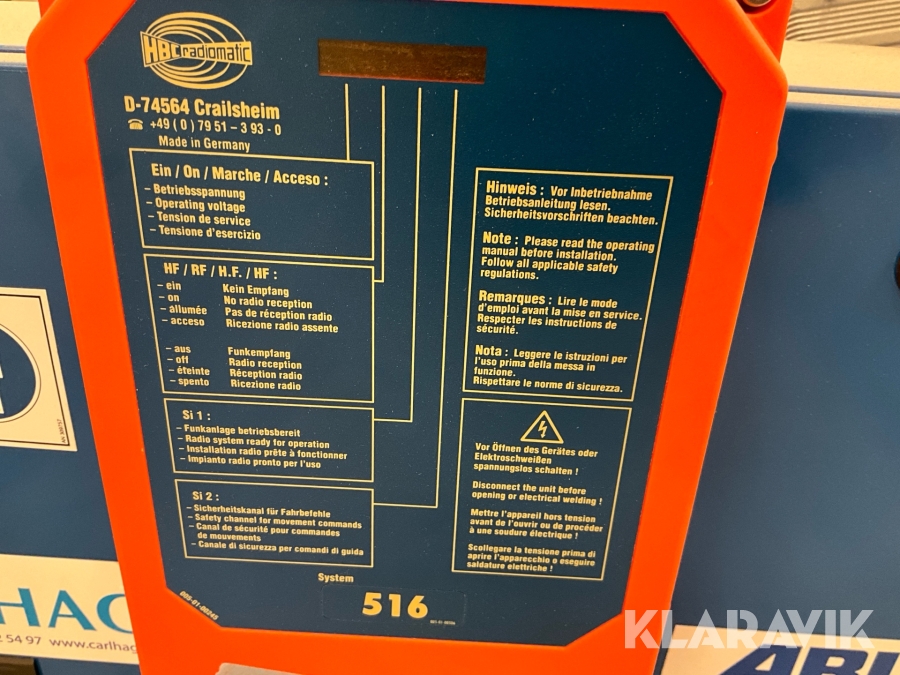 HBC radiomatic
D-74564 Crailsheim
☎ +49 ( 0 ) 79 51 – 3 93 - 0
Made in Germany
Ein / On / Marche / Acceso :
– Betriebsspannung
– Operating voltage
– Tension de service
– Tensione d'esercizio
HF / RF / H.F. / HF :
– ein Kein Empfang
– on No radio reception
– allumée Pas de réception radio
– acceso Ricezione radio assente
– aus Funkempfang
– off Radio reception
– éteinte Réception radio
– spento Ricezione radio
Si 1 :
– Funkanlage betriebsbereit
– Radio system ready for operation
– Installation radio prête à fonctionner
– Impianto radio pronto per l'uso
Si 2 :
– Sicherheitskanal für Fahrbefehle
– Safety channel for movement commands
– Canal de sécurité pour commandes
de mouvements
– Canale di sicurezza per comandi di guida
Hinweis : Vor Inbetriebnahme
Betriebsanleitung lesen.
Sicherheitsvorschriften beachten.
Note : Please read the operating
manual before installation.
Follow all applicable safety
regulations.
Remarques : Lire le mode
d'emploi avant la mise en service.
Respecter les instructions de
sécurité.
Nota : Leggere le istruzioni per
l'uso prima della messa in
funzione.
Rispettare le norme di sicurezza.
Vor Öffnen des Gerätes oder
Elektroschweißen
spannungslos schalten !
Disconnect the unit before
opening or electrical welding !
Mettre l'appareil hors tension
avant de l'ouvrir ou de procéder
à une soudure électrique !
Scollegare la tensione prima di
aprire l'apparecchio o eseguire
saldature elettriche !
System
516
005-01-00245
HAG
2 54 97 www.carlhag
KLARAVIK
ABU